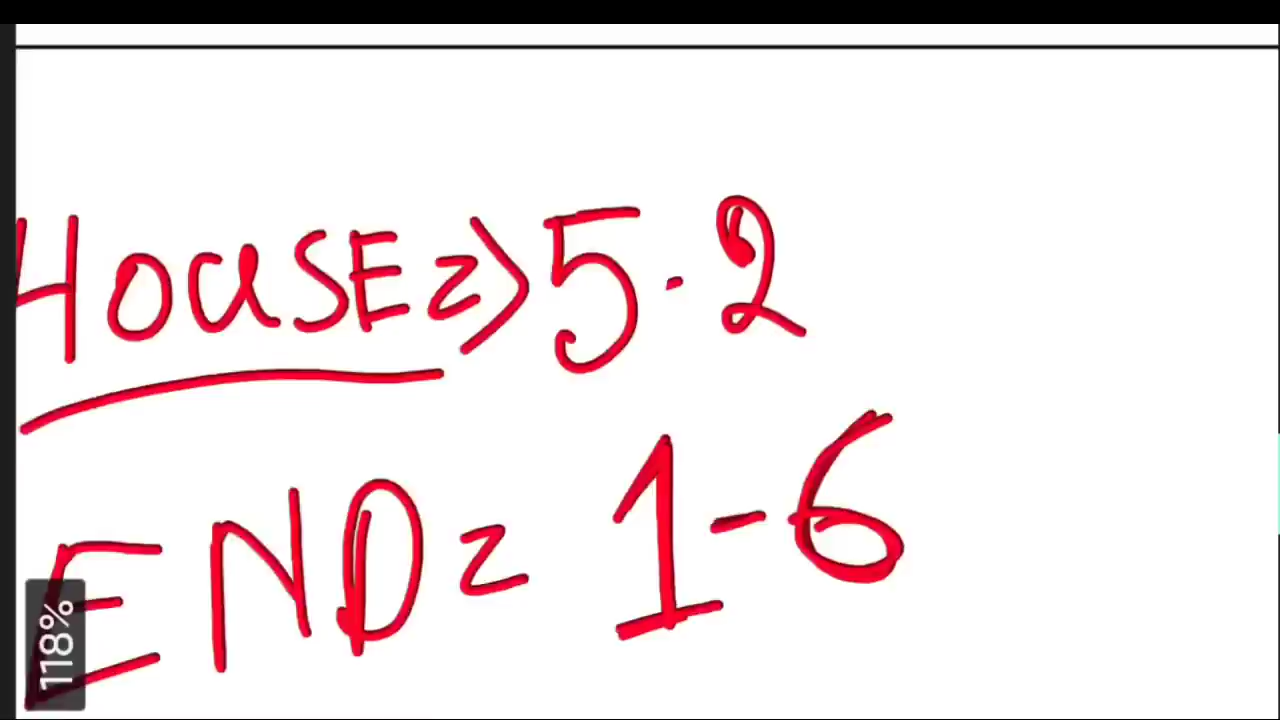 HOUSE => 5.2
END = 1-6
118%